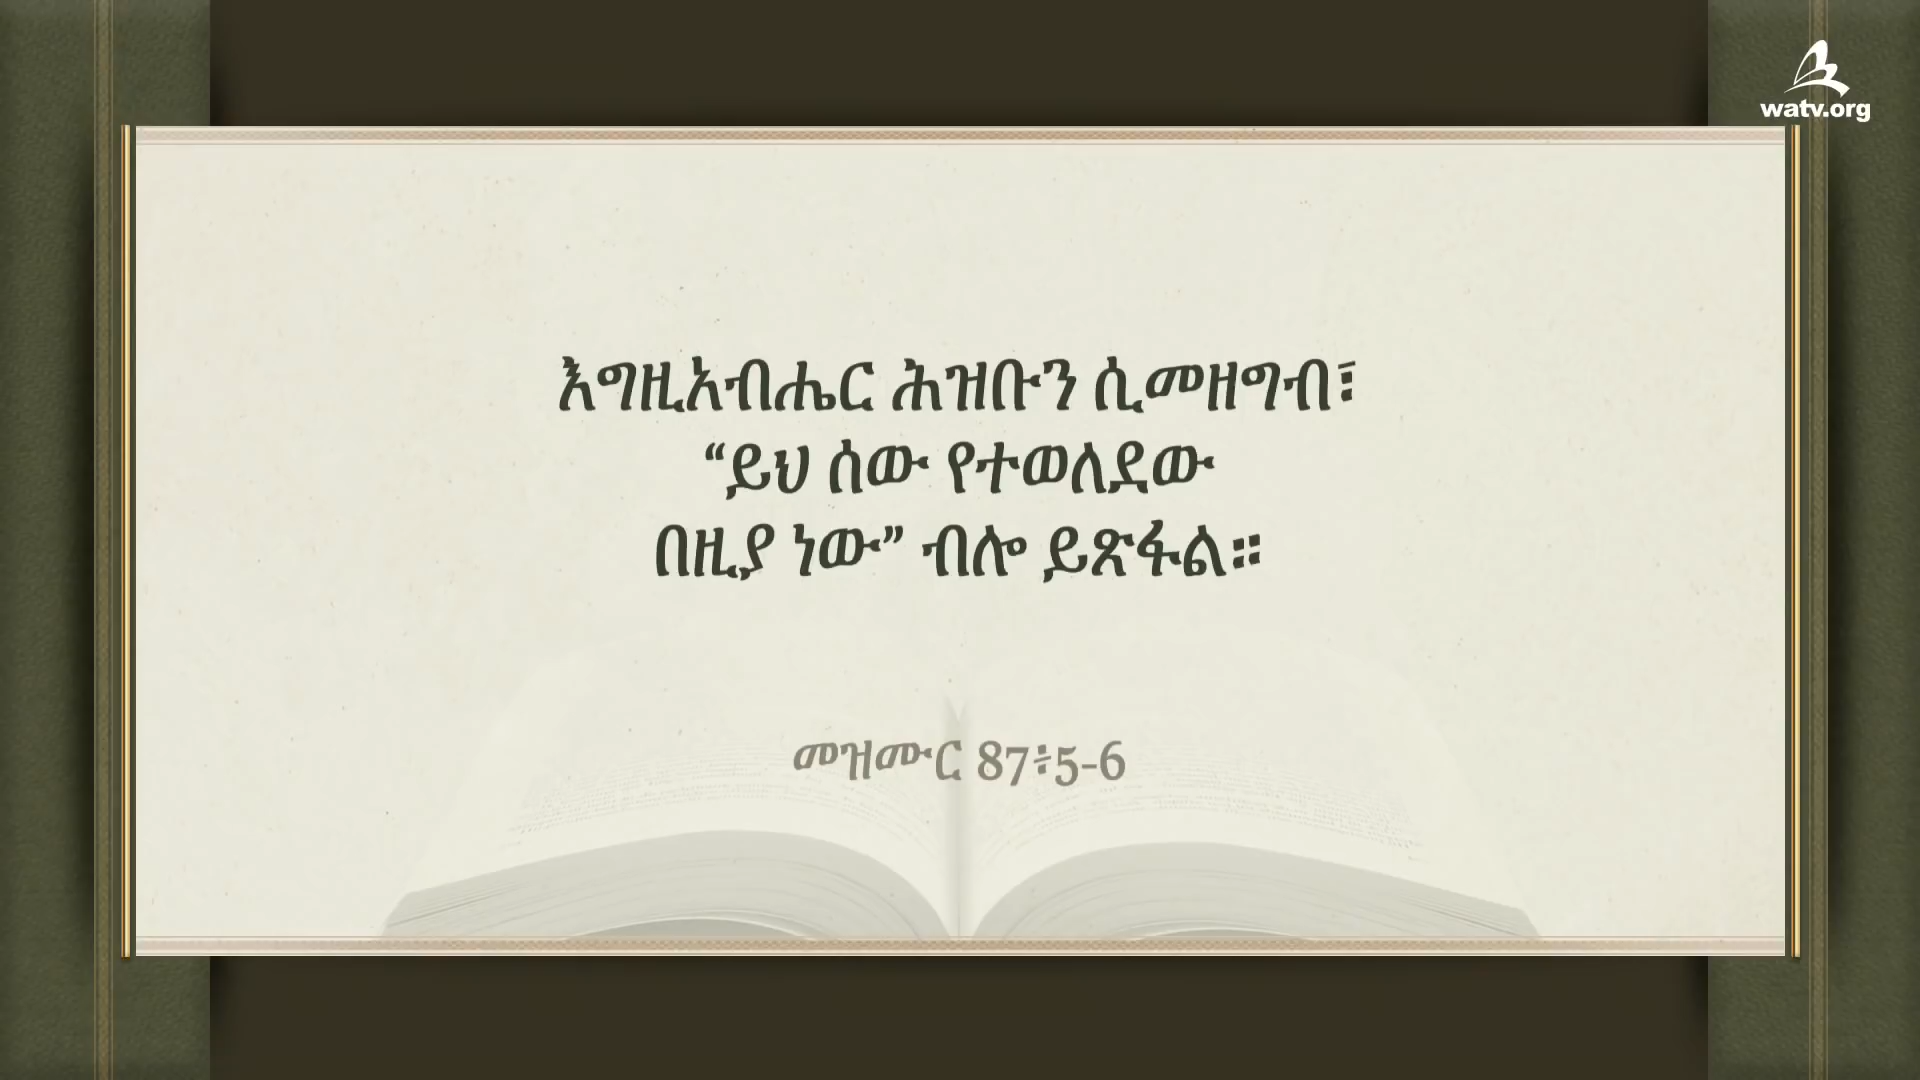 watv.org
እግዚአብሔር ሕዝቡን ሲመዘግብ፣
“ይህ ሰው የተወለደው
በዚያ ነው” ብሎ ይጽፋል።
መዝሙር 87፥5-6